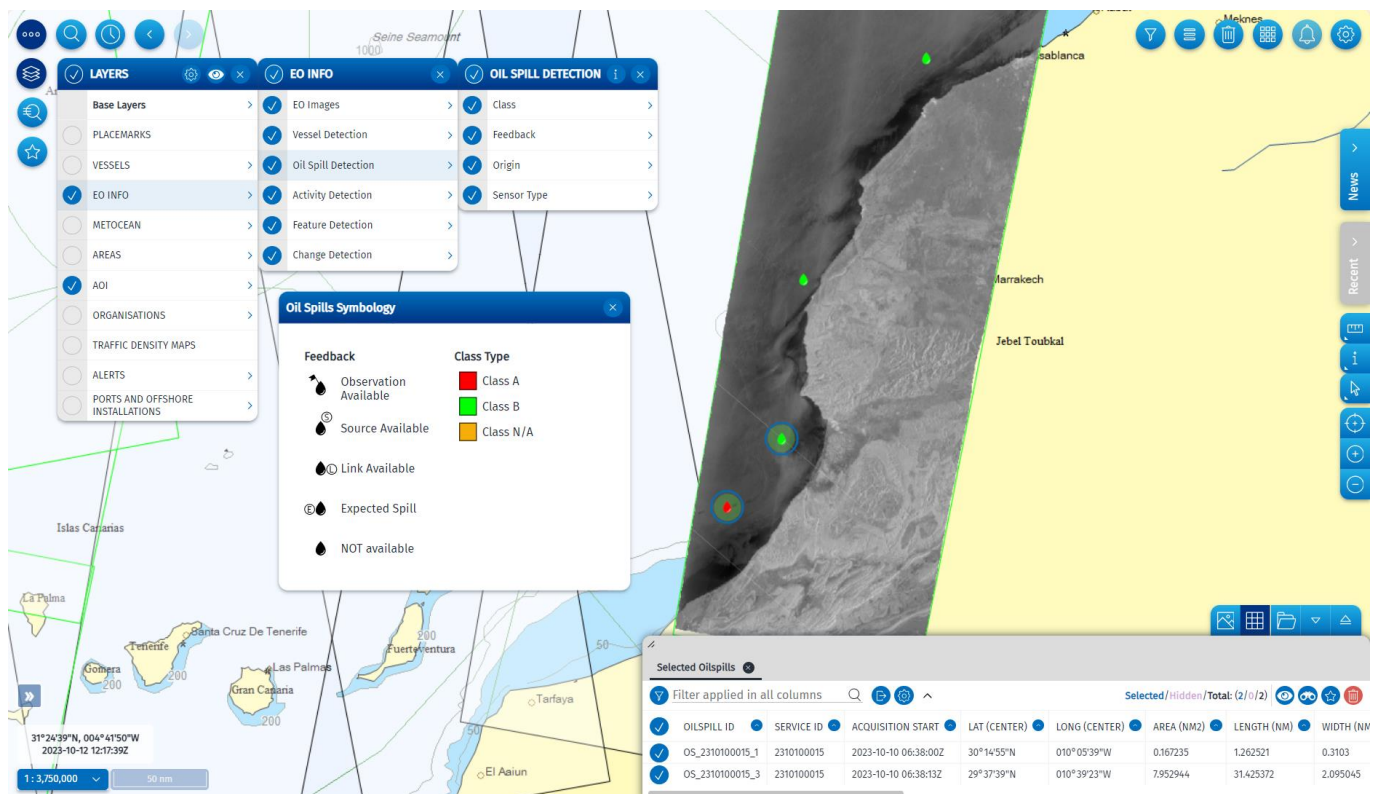 Seine Seamount
1000
Meknes
sablanca
LAYERS
Base Layers
PLACEMARKS
VESSELS
EO INFO
METOCEAN
AREAS
AOI
ORGANISATIONS
TRAFFIC DENSITY MAPS
ALERTS
PORTS AND OFFSHORE
INSTALLATIONS
EO INFO
EO Images
Vessel Detection
Oil Spill Detection
Activity Detection
Feature Detection
Change Detection
OIL SPILL DETECTION i
Class
Feedback
Origin
Sensor Type
News
Recent
Marrakech
Jebel Toubkal
Oil Spills Symbology
Feedback
Observation
Available
S
Source Available
L Link Available
E Expected Spill
NOT available
Class Type
Class A
Class B
Class N/A
Islas Canarias
La Palma
Santa Cruz De Tenerife
Tenerife
Gomera
200
200
Las Palmas
Gran Canaria
200
200
Fuerteventura
50
Tarfaya
50
El Aaiun
31°24'39"N, 004°41'50"W
2023-10-12 12:17:39Z
1 : 3,750,000
50 nm
Selected Oilspills
Filter applied in all columns
Selected/Hidden/Total: (2/0/2)
OILSPILL ID SERVICE ID ACQUISITION START LAT (CENTER) LONG (CENTER) AREA (NM2) LENGTH (NM) WIDTH (NM
OS_2310100015_1 2310100015 2023-10-10 06:38:00Z 30°14'55"N 010°05'39"W 0.167235 1.262521 0.3103
OS_2310100015_3 2310100015 2023-10-10 06:38:13Z 29°37'39"N 010°39'23"W 7.952944 31.425372 2.095045